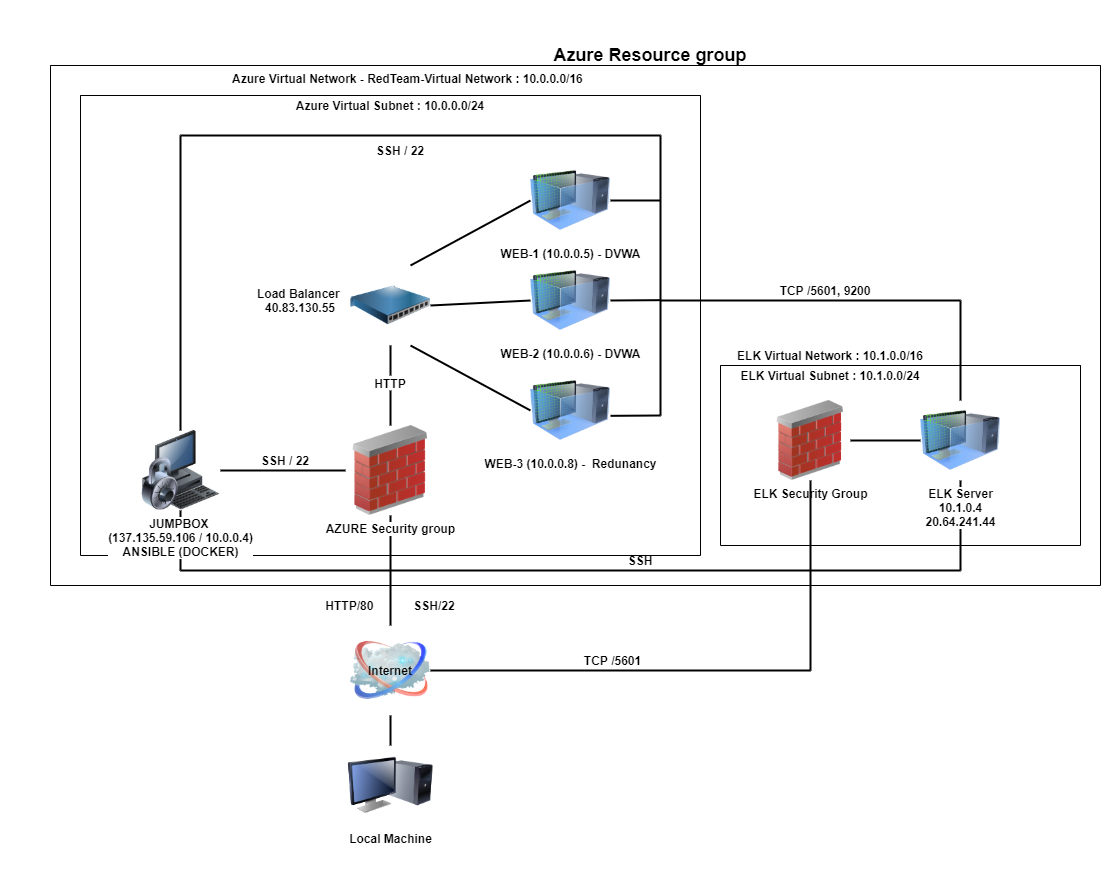 Azure Resource group
Azure Virtual Network - RedTeam-Virtual Network : 10.0.0.0/16
Azure Virtual Subnet : 10.0.0.0/24
SSH / 22
WEB-1 (10.0.0.5) - DVWA
Load Balancer
40.83.130.55
TCP /5601, 9200
WEB-2 (10.0.0.6) - DVWA
ELK Virtual Network : 10.1.0.0/16
ELK Virtual Subnet : 10.1.0.0/24
HTTP
SSH / 22
WEB-3 (10.0.0.8) - Redunancy
ELK Security Group
ELK Server
10.1.0.4
20.64.241.44
AZURE Security group
JUMPBOX
(137.135.59.106 / 10.0.0.4)
ANSIBLE (DOCKER)
SSH
HTTP/80
SSH/22
Internet
TCP /5601
Local Machine